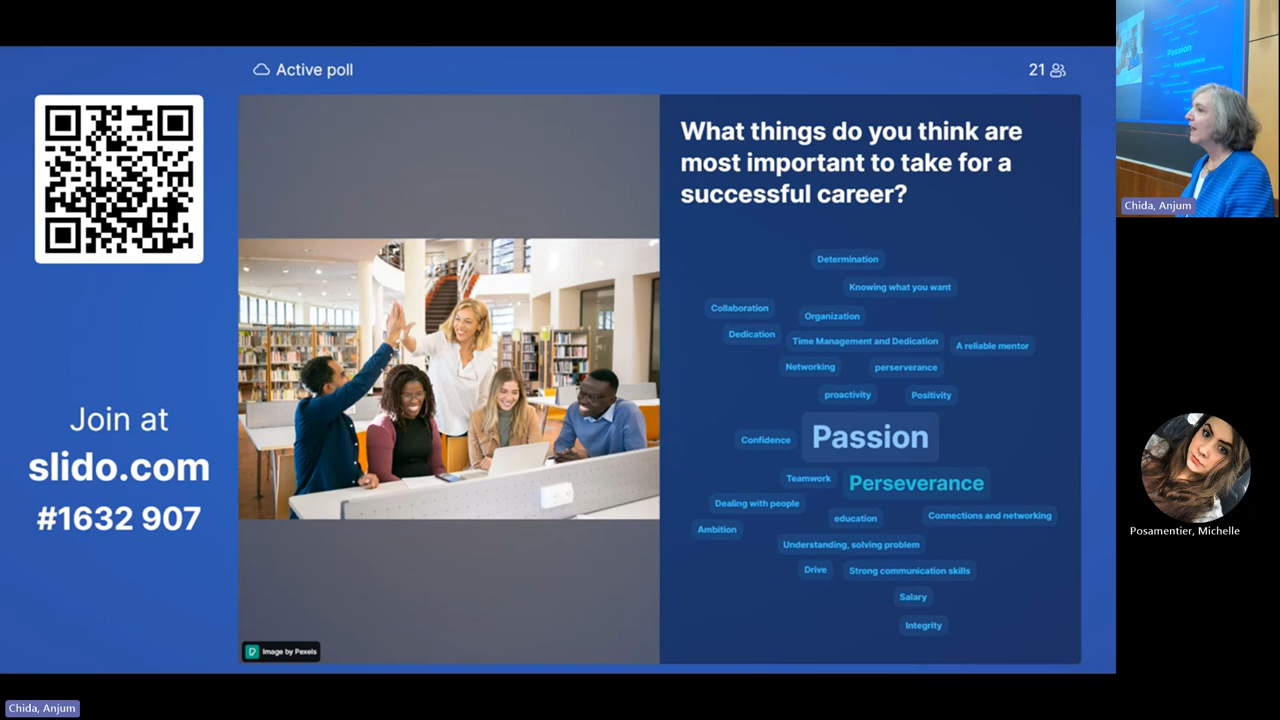 Active poll
21
Join at
slido.com
#1632 907
Image by Pexels
What things do you think are
most important to take for a
successful career?
Determination
Knowing what you want
Collaboration
Organization
Dedication
Time Management and Dedication
A reliable mentor
Networking
perserverance
proactivity
Positivity
Confidence
Passion
Teamwork
Perseverance
Dealing with people
education
Connections and networking
Ambition
Understanding, solving problem
Drive
Strong communication skills
Salary
Integrity
Passion
Perseverance
Chida, Anjum
Posamentier, Michelle
Chida, Anjum